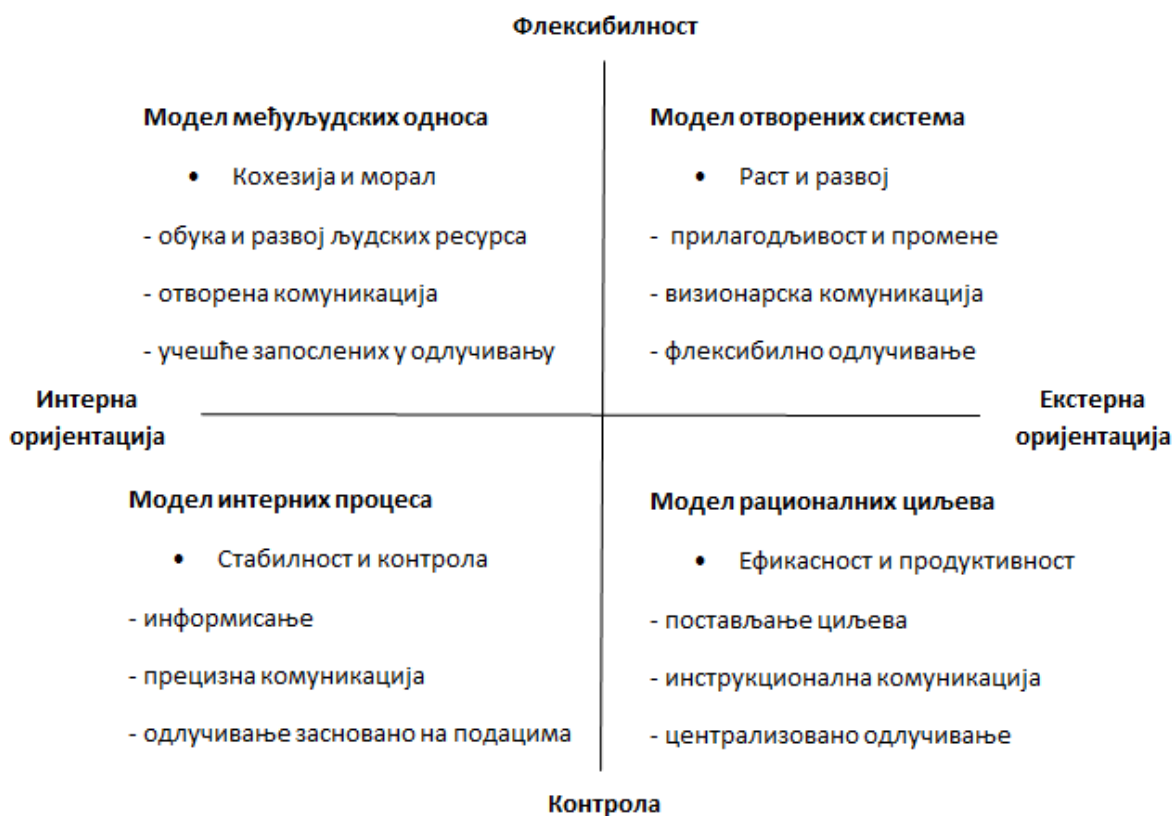 Флексибилност
Модел међуљудских односа
• Кохезија и морал
- обука и развој људских ресурса
- отворена комуникација
- учешће запослених у одлучивању
Модел отворених система
• Раст и развој
- прилагодљивост и промене
- визионарска комуникација
- флексибилно одлучивање
Интерна
оријентација
Екстерна
оријентација
Модел интерних процеса
• Стабилност и контрола
- информисање
- прецизна комуникација
- одлучивање засновано на подацима
Модел рационалних циљева
• Ефикасност и продуктивност
- постављање циљева
- инструкционална комуникација
- централизовано одлучивање
Контрола